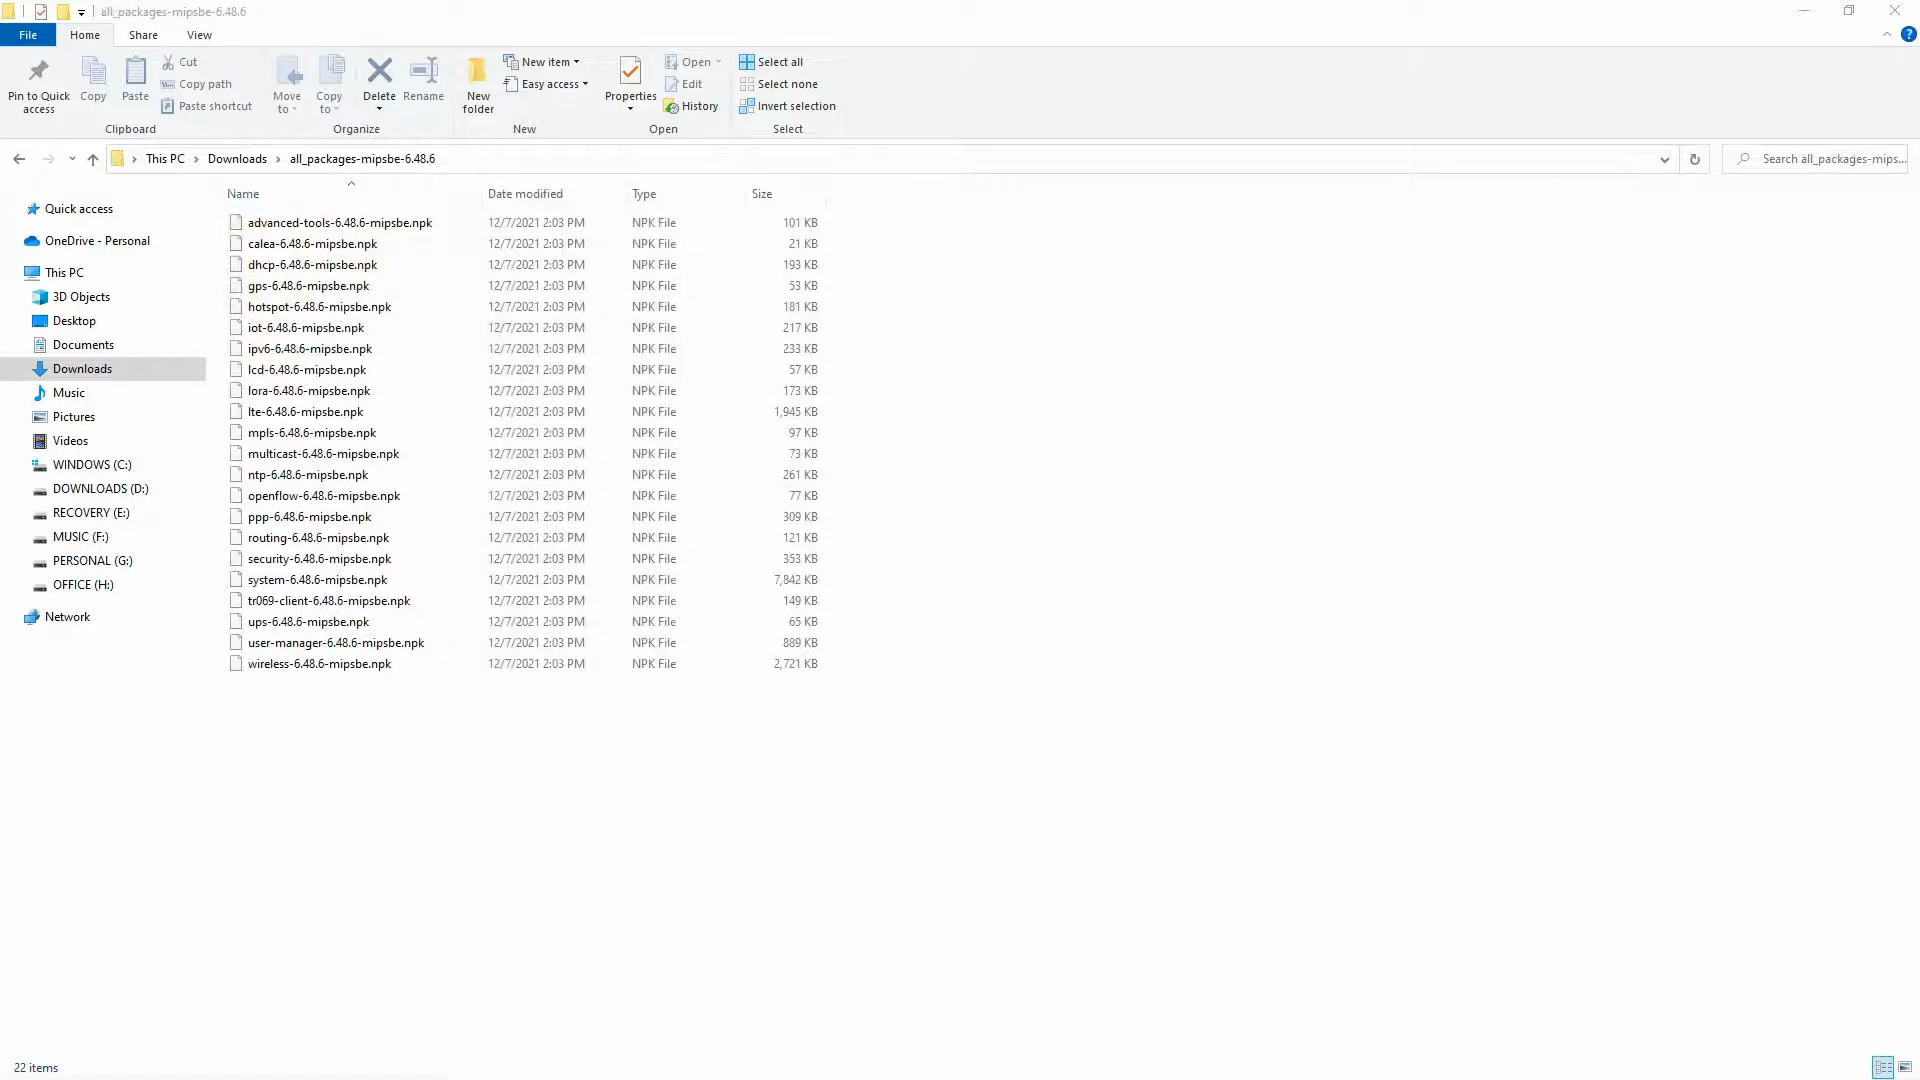 all_packages-mipsbe-6.48.6
File Home Share View
Pin to Quick access
Copy
Paste
Cut
Copy path
Paste shortcut
Clipboard
Move to
Copy to
Delete
Rename
Organize
New folder
New item
Easy access
New
Properties
Open
Edit
History
Open
Select all
Select none
Invert selection
Select
This PC Downloads all_packages-mipsbe-6.48.6
Search all_packages-mips...
Quick access
OneDrive - Personal
This PC
3D Objects
Desktop
Documents
Downloads
Music
Pictures
Videos
WINDOWS (C:)
DOWNLOADS (D:)
RECOVERY (E:)
MUSIC (F:)
PERSONAL (G:)
OFFICE (H:)
Network
Name Date modified Type Size
advanced-tools-6.48.6-mipsbe.npk 12/7/2021 2:03 PM NPK File 101 KB
calea-6.48.6-mipsbe.npk 12/7/2021 2:03 PM NPK File 21 KB
dhcp-6.48.6-mipsbe.npk 12/7/2021 2:03 PM NPK File 193 KB
gps-6.48.6-mipsbe.npk 12/7/2021 2:03 PM NPK File 53 KB
hotspot-6.48.6-mipsbe.npk 12/7/2021 2:03 PM NPK File 181 KB
iot-6.48.6-mipsbe.npk 12/7/2021 2:03 PM NPK File 217 KB
ipv6-6.48.6-mipsbe.npk 12/7/2021 2:03 PM NPK File 233 KB
lcd-6.48.6-mipsbe.npk 12/7/2021 2:03 PM NPK File 57 KB
lora-6.48.6-mipsbe.npk 12/7/2021 2:03 PM NPK File 173 KB
lte-6.48.6-mipsbe.npk 12/7/2021 2:03 PM NPK File 1,945 KB
mpls-6.48.6-mipsbe.npk 12/7/2021 2:03 PM NPK File 97 KB
multicast-6.48.6-mipsbe.npk 12/7/2021 2:03 PM NPK File 73 KB
ntp-6.48.6-mipsbe.npk 12/7/2021 2:03 PM NPK File 261 KB
openflow-6.48.6-mipsbe.npk 12/7/2021 2:03 PM NPK File 77 KB
ppp-6.48.6-mipsbe.npk 12/7/2021 2:03 PM NPK File 309 KB
routing-6.48.6-mipsbe.npk 12/7/2021 2:03 PM NPK File 121 KB
security-6.48.6-mipsbe.npk 12/7/2021 2:03 PM NPK File 353 KB
system-6.48.6-mipsbe.npk 12/7/2021 2:03 PM NPK File 7,842 KB
tr069-client-6.48.6-mipsbe.npk 12/7/2021 2:03 PM NPK File 149 KB
ups-6.48.6-mipsbe.npk 12/7/2021 2:03 PM NPK File 65 KB
user-manager-6.48.6-mipsbe.npk 12/7/2021 2:03 PM NPK File 889 KB
wireless-6.48.6-mipsbe.npk 12/7/2021 2:03 PM NPK File 2,721 KB
22 items